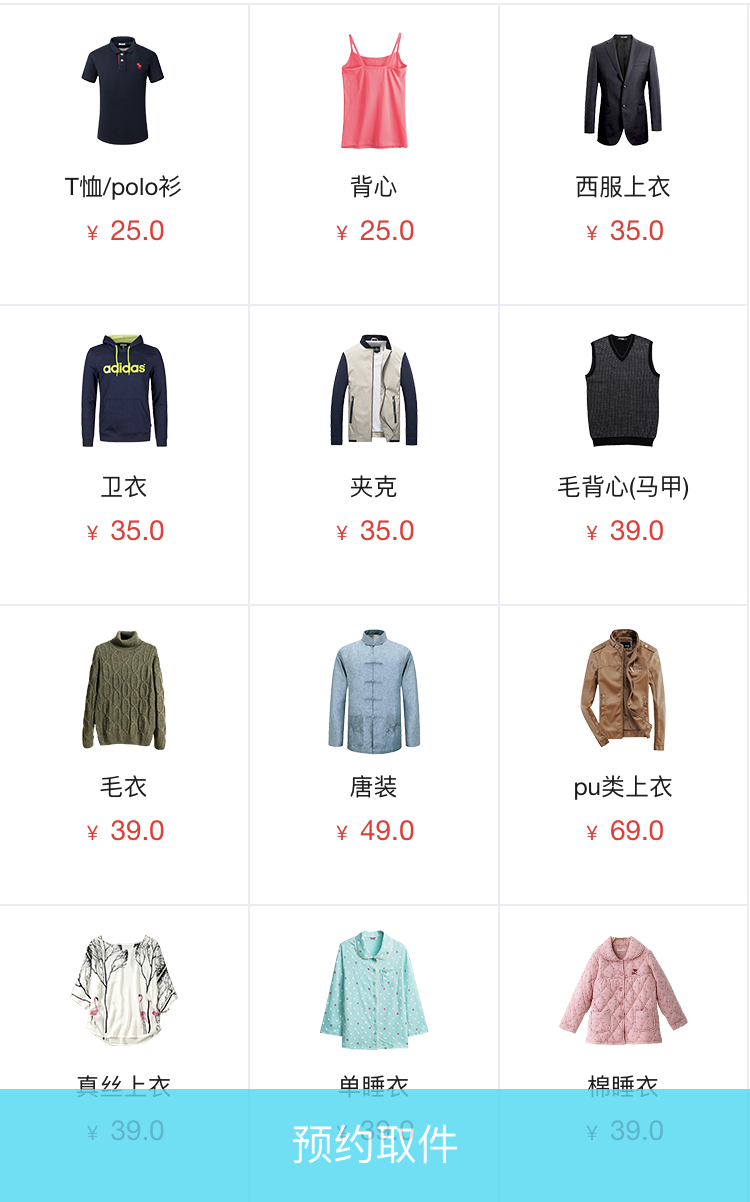 T恤/polo衫
背心
西服上衣
¥ 25.0
¥ 25.0
¥ 35.0
adidas
卫衣
夹克
毛背心(马甲)
¥ 35.0
¥ 35.0
¥ 39.0
毛衣
唐装
pu类上衣
¥ 39.0
¥ 49.0
¥ 69.0
真丝上衣
单睡衣
棉睡衣
¥ 39.0
¥ 39.0
¥ 39.0
预约取件